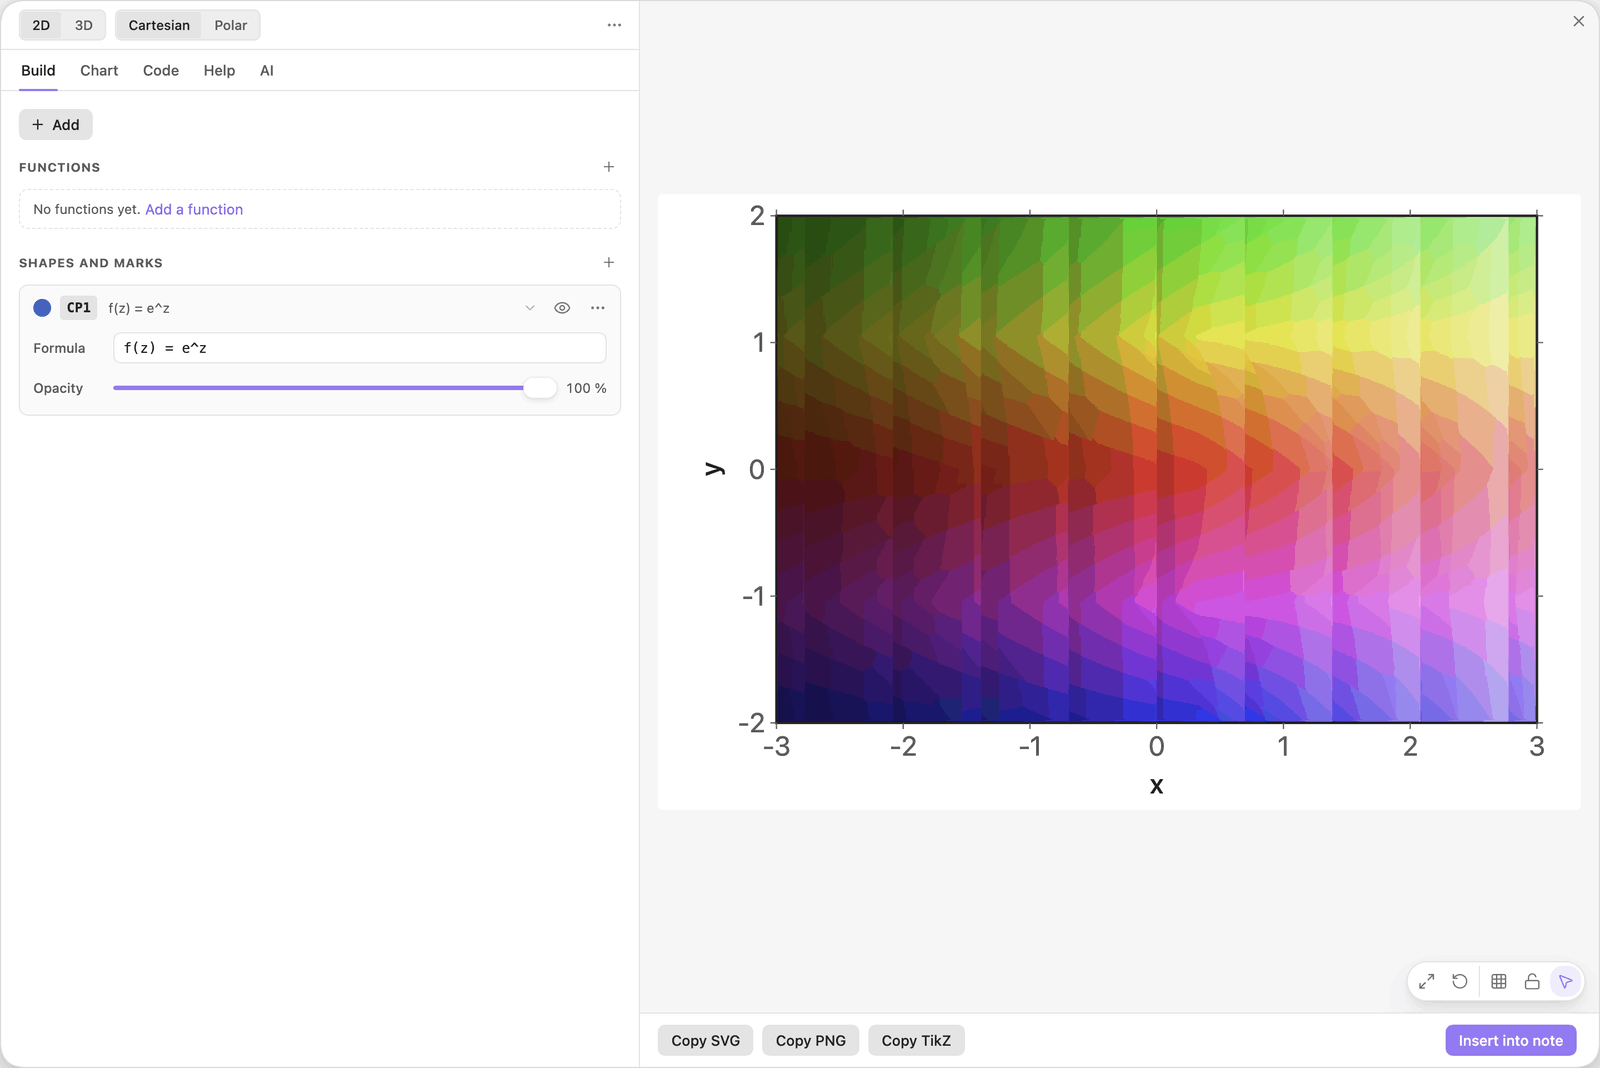 2D 3D Cartesian Polar
Build Chart Code Help AI
+ Add
FUNCTIONS
No functions yet. Add a function
SHAPES AND MARKS
CP1 f(z) = e^z
Formula f(z) = e^z
Opacity 100 %
2
1
y 0
-1
-2
-3 -2 -1 0 1 2 3
x
Copy SVG Copy PNG Copy TikZ Insert into note